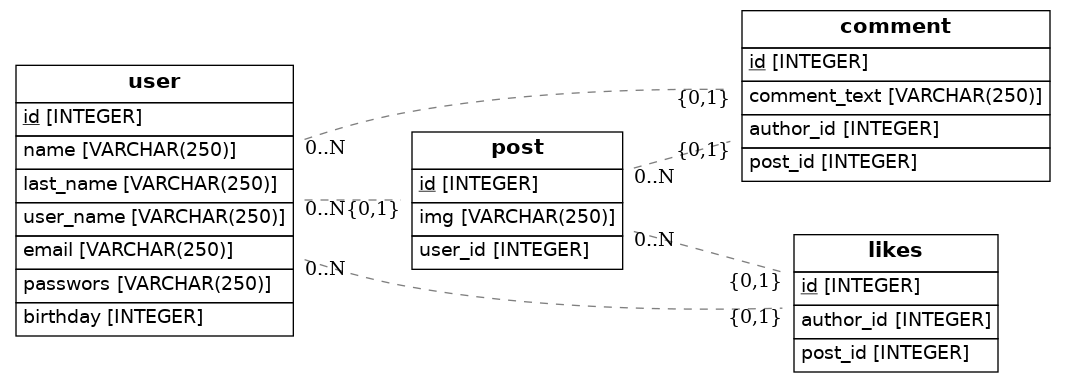 user
id [INTEGER]
name [VARCHAR(250)]
last_name [VARCHAR(250)]
user_name [VARCHAR(250)]
email [VARCHAR(250)]
passwors [VARCHAR(250)]
birthday [INTEGER]
0..N
0..N{0,1}
0..N
post
id [INTEGER]
img [VARCHAR(250)]
user_id [INTEGER]
0..N
0..N
{0,1}
{0,1}
comment
id [INTEGER]
comment_text [VARCHAR(250)]
author_id [INTEGER]
post_id [INTEGER]
{0,1}
{0,1}
likes
id [INTEGER]
author_id [INTEGER]
post_id [INTEGER]